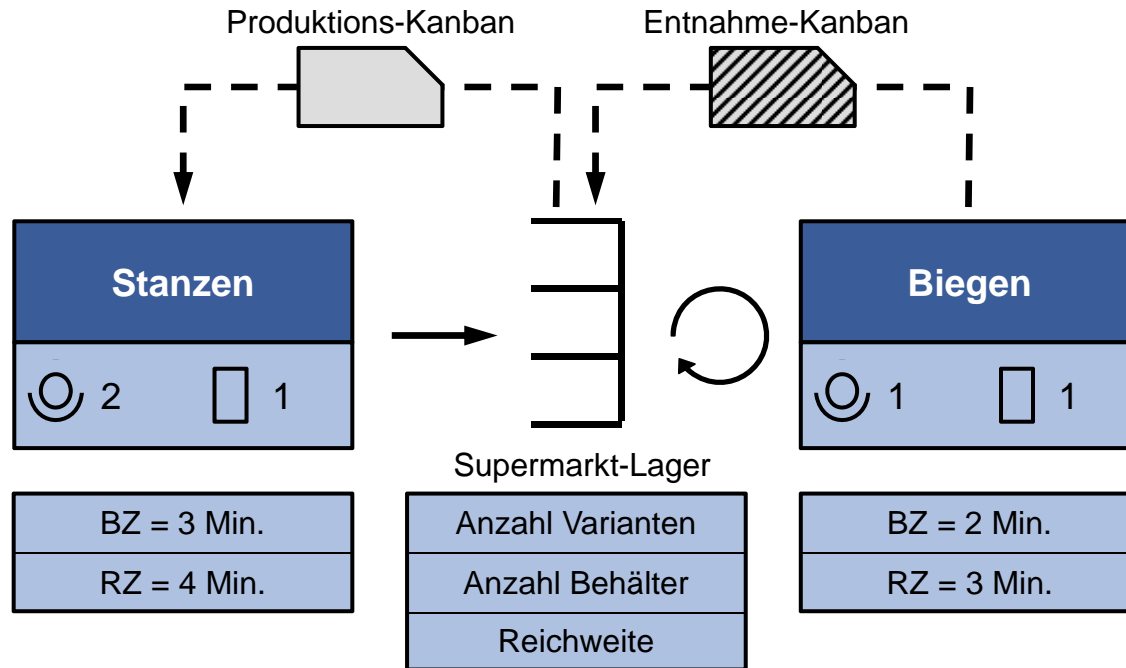 Produktions-Kanban
Entnahme-Kanban
Stanzen
Biegen
2
1
1
1
Supermarkt-Lager
BZ = 3 Min.
RZ = 4 Min.
Anzahl Varianten
Anzahl Behälter
Reichweite
BZ = 2 Min.
RZ = 3 Min.